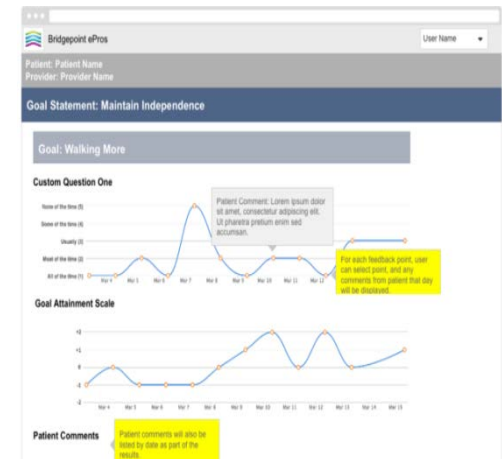 Bridgepoint ePros
User Name
Patient: Patient Name
Provider: Provider Name
Goal Statement: Maintain Independence
Goal: Walking More
Custom Question One
None of the time (5)
Some of the time (4)
Usually (3)
Most of the time (2)
All of the time (1)
Patient Comment: Lorem ipsum dolor
sit amet, consectetur adipiscing elit.
Ut pharetra pretium enim sed
accumsan.
For each feedback point, user
can select point, and any
comments from patient that day
will be displayed.
Mar 4 Mar 5 Mar 6 Mar 7 Mar 8 Mar 9 Mar 10 Mar 11 Mar 12
Goal Attainment Scale
+2
+1
0
-1
-2
Mar 4 Mar 5 Mar 6 Mar 7 Mar 8 Mar 9 Mar 10 Mar 11 Mar 12 Mar 13 Mar 14 Mar 15
Patient Comments
Patient comments will also be
listed by date as part of the
results.